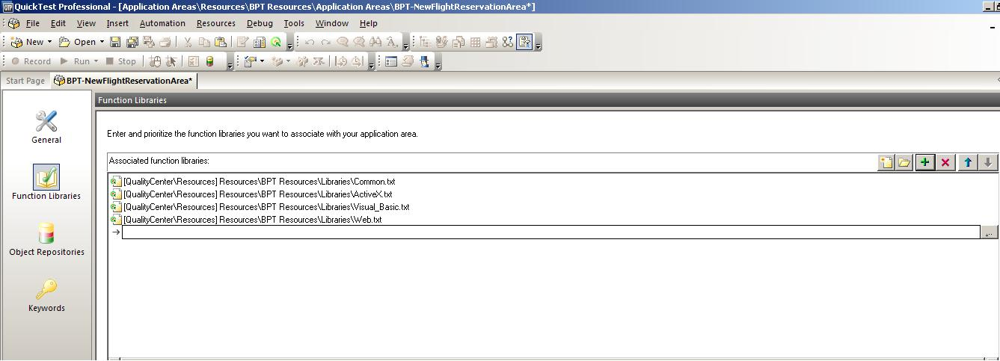 QuickTest Professional - [Application Areas\Resources\BPT Resources\Application Areas\BPT-NewFlightReservationArea*]
File Edit View Insert Automation Resources Debug Tools Window Help
New Open
Record Run Stop
Start Page BPT-NewFlightReservationArea*
Function Libraries
General
Function Libraries
Object Repositories
Keywords
Enter and prioritize the function libraries you want to associate with your application area.
Associated function libraries:
[QualityCenter\Resources] Resources\BPT Resources\Libraries\Common.txt
[QualityCenter\Resources] Resources\BPT Resources\Libraries\ActiveX.txt
[QualityCenter\Resources] Resources\BPT Resources\Libraries\Visual_Basic.txt
[QualityCenter\Resources] Resources\BPT Resources\Libraries\Web.txt
...